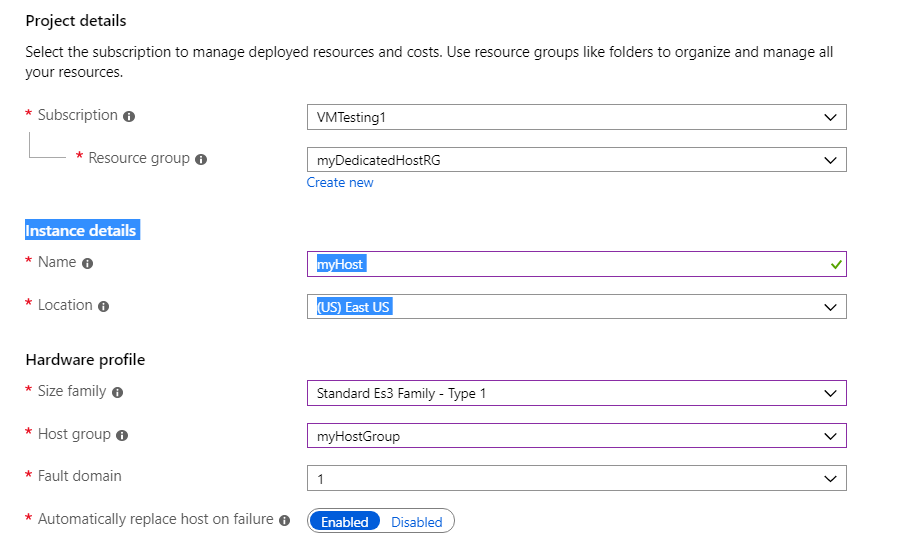 Project details
Select the subscription to manage deployed resources and costs. Use resource groups like folders to organize and manage all
your resources.
* Subscription VMTesting1
* Resource group myDedicatedHostRG
Create new
Instance details
* Name myHost
* Location (US) East US
Hardware profile
* Size family Standard Es3 Family - Type 1
* Host group myHostGroup
* Fault domain 1
* Automatically replace host on failure Enabled Disabled